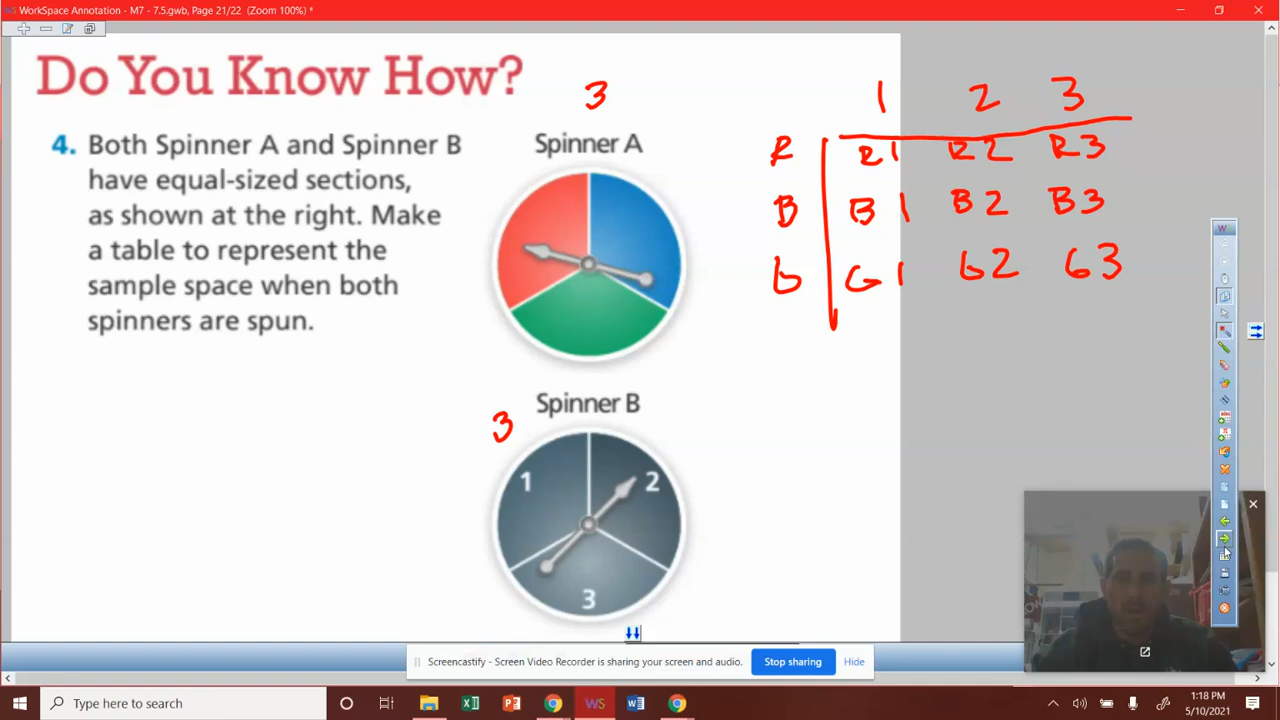 WorkSpace Annotation - M7 - 7.5.gwb, Page 21/22 (Zoom 100%) *
Do You Know How?
4. Both Spinner A and Spinner B
have equal-sized sections,
as shown at the right. Make
a table to represent the
sample space when both
spinners are spun.
3
Spinner A
3
Spinner B
1
2
3
1 2 3
R R1 R2 R3
B B1 B2 B3
G G1 G2 G3
Screencastify - Screen Video Recorder is sharing your screen and audio.
Stop sharing
Hide
Type here to search
1:18 PM
5/10/2021